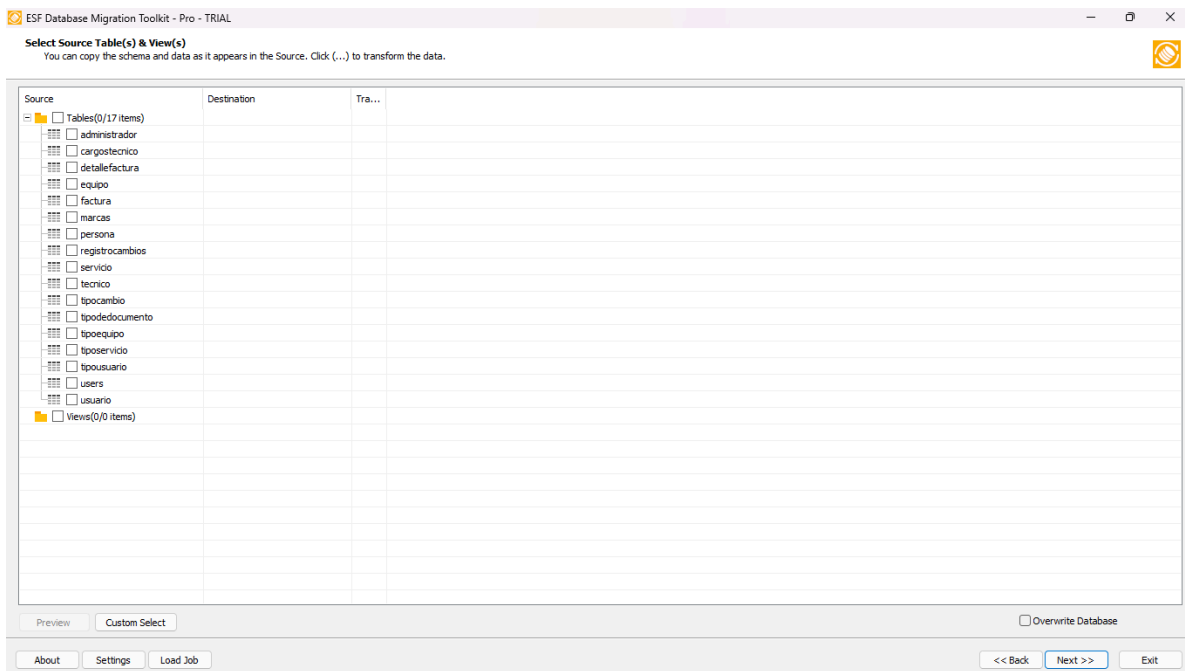 ESF Database Migration Toolkit - Pro - TRIAL
Select Source Table(s) & View(s)
You can copy the schema and data as it appears in the Source. Click (...) to transform the data.
Source Destination Tra...
Tables(0/17 items)
administrador
cargostecnico
detallefactura
equipo
factura
marcas
persona
registrocambios
servicio
tecnico
tipocambio
tipodedocumento
tipoequipo
tiposervicio
tipousuario
users
usuario
Views(0/0 items)
Preview Custom Select Overwrite Database
About Settings Load Job << Back Next >> Exit